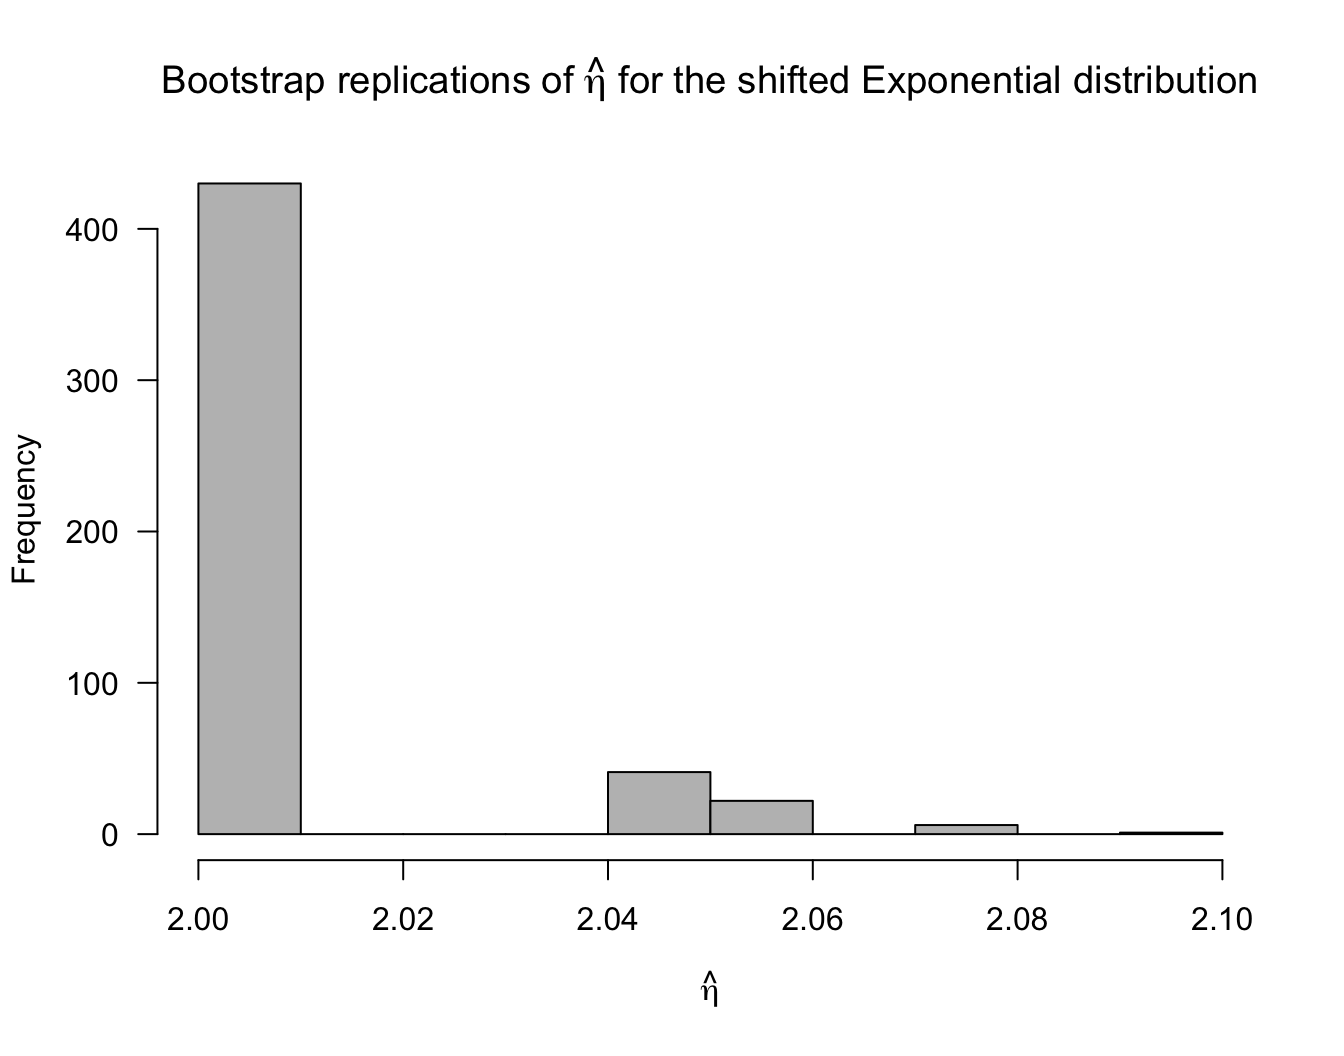 Bootstrap replications of η̂ for the shifted Exponential distribution
Frequency
400
300
200
100
0
2.00 2.02 2.04 2.06 2.08 2.10
η̂